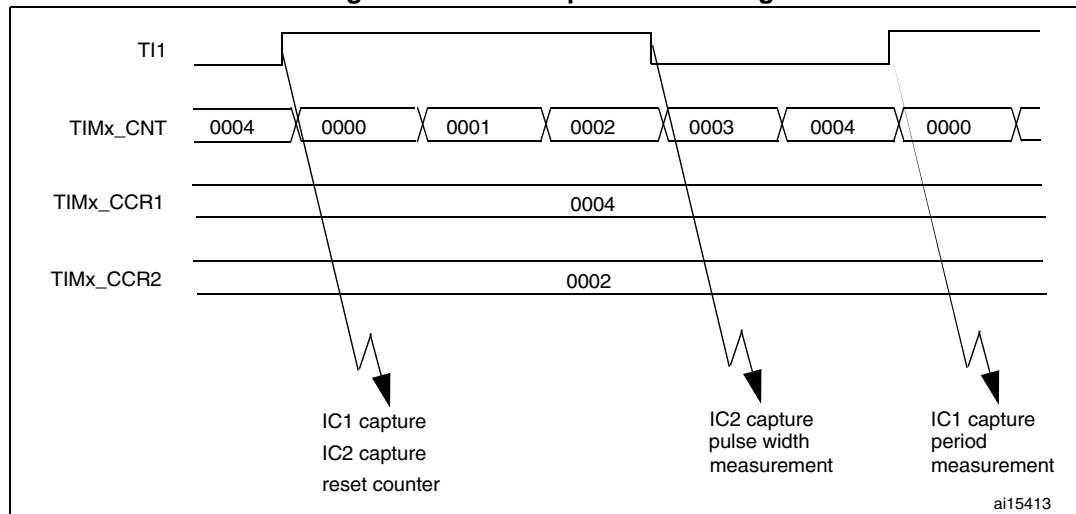 TI1
TIMx_CNT 0004 0000 0001 0002 0003 0004 0000
TIMx_CCR1 0004
TIMx_CCR2 0002
IC1 capture
IC2 capture
reset counter
IC2 capture
pulse width
measurement
IC1 capture
period
measurement
ai15413